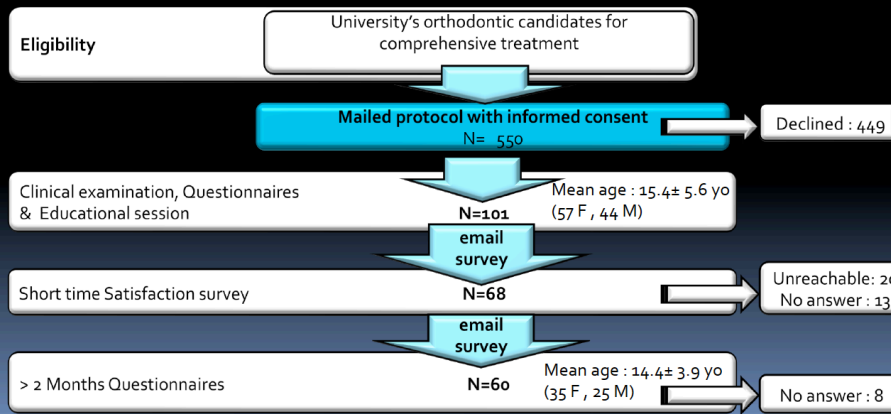 University's orthodontic candidates for
comprehensive treatment
Eligibility
Mailed protocol with informed consent
N= 550
Declined : 449
Clinical examination, Questionnaires
& Educational session
N=101
Mean age : 15.4± 5.6 yo
(57 F , 44 M)
email
survey
Short time Satisfaction survey
N=68
Unreachable: 20
No answer : 13
email
survey
> 2 Months Questionnaires
N=60
Mean age : 14.4± 3.9 yo
(35 F , 25 M)
No answer : 8